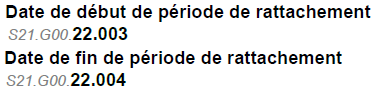 Date de début de période de rattachement
S21.G00.22.003
Date de fin de période de rattachement
S21.G00.22.004